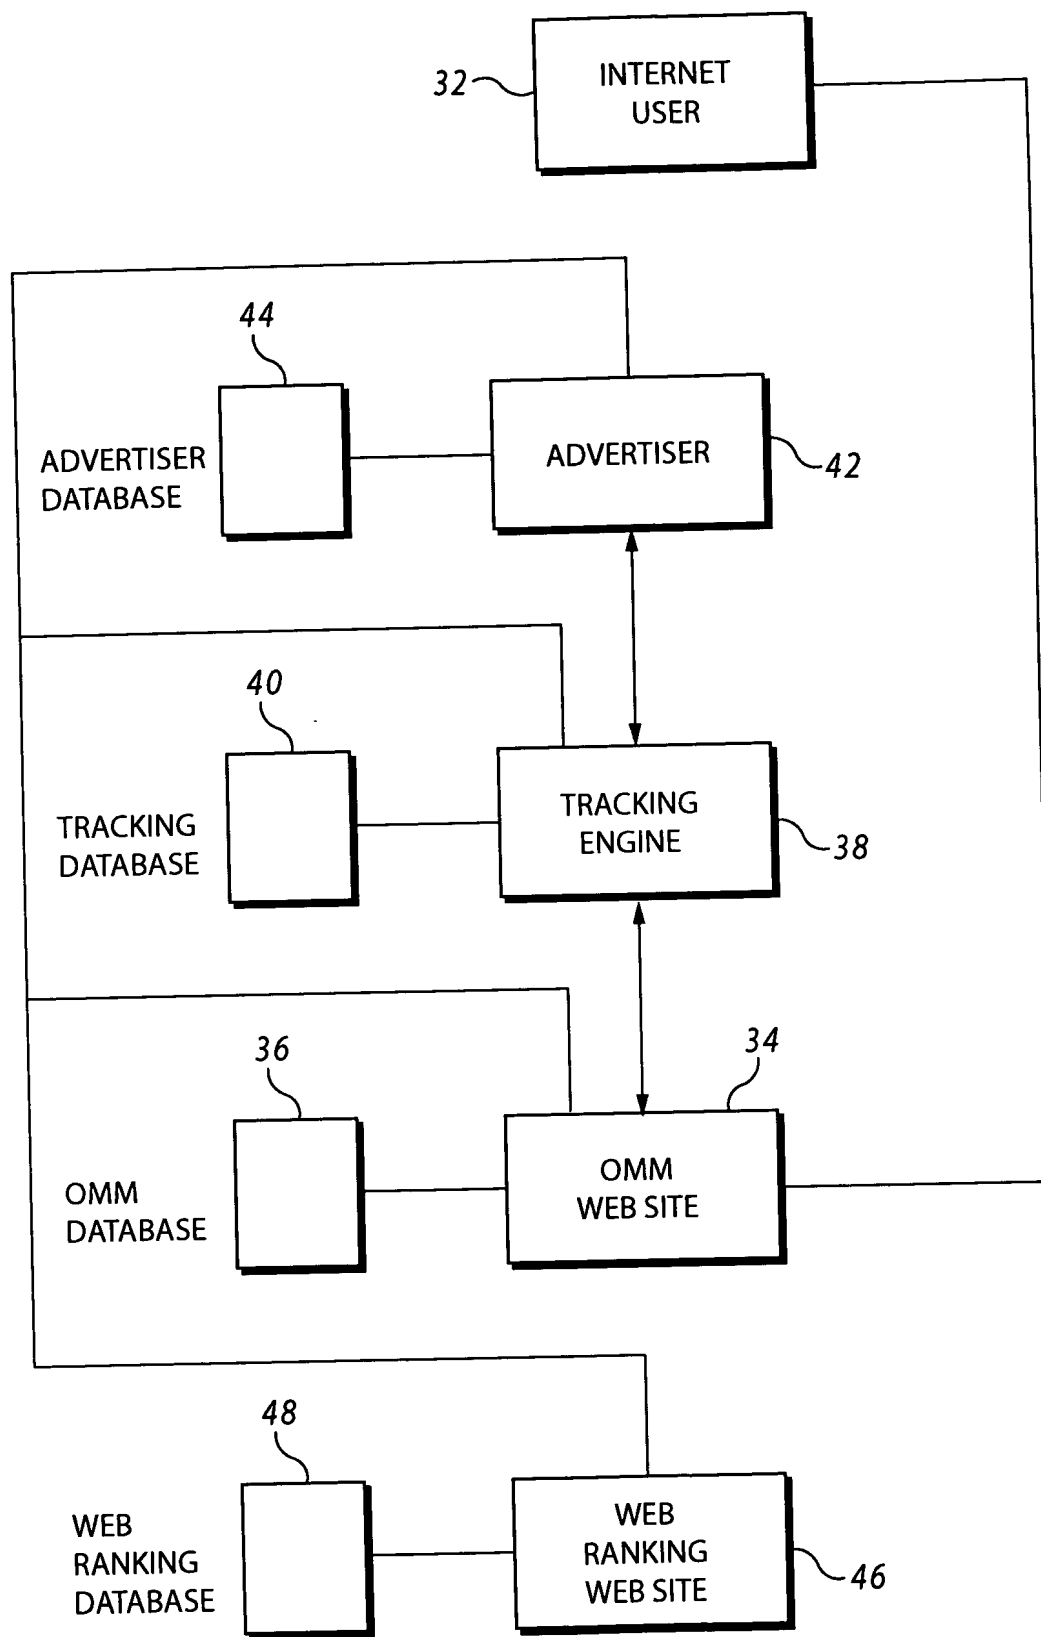 32
INTERNET
USER
44
ADVERTISER
DATABASE
ADVERTISER
42
40
TRACKING
DATABASE
TRACKING
ENGINE
38
36
34
OMM
DATABASE
OMM
WEB SITE
48
WEB
RANKING
DATABASE
WEB
RANKING
WEB SITE
46